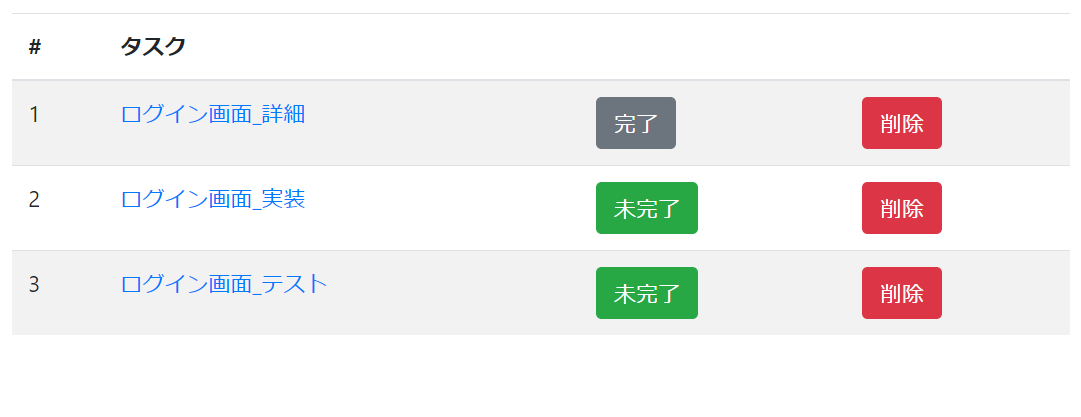 # タスク
1 ログイン画面_詳細 完了 削除
2 ログイン画面_実装 未完了 削除
3 ログイン画面_テスト 未完了 削除